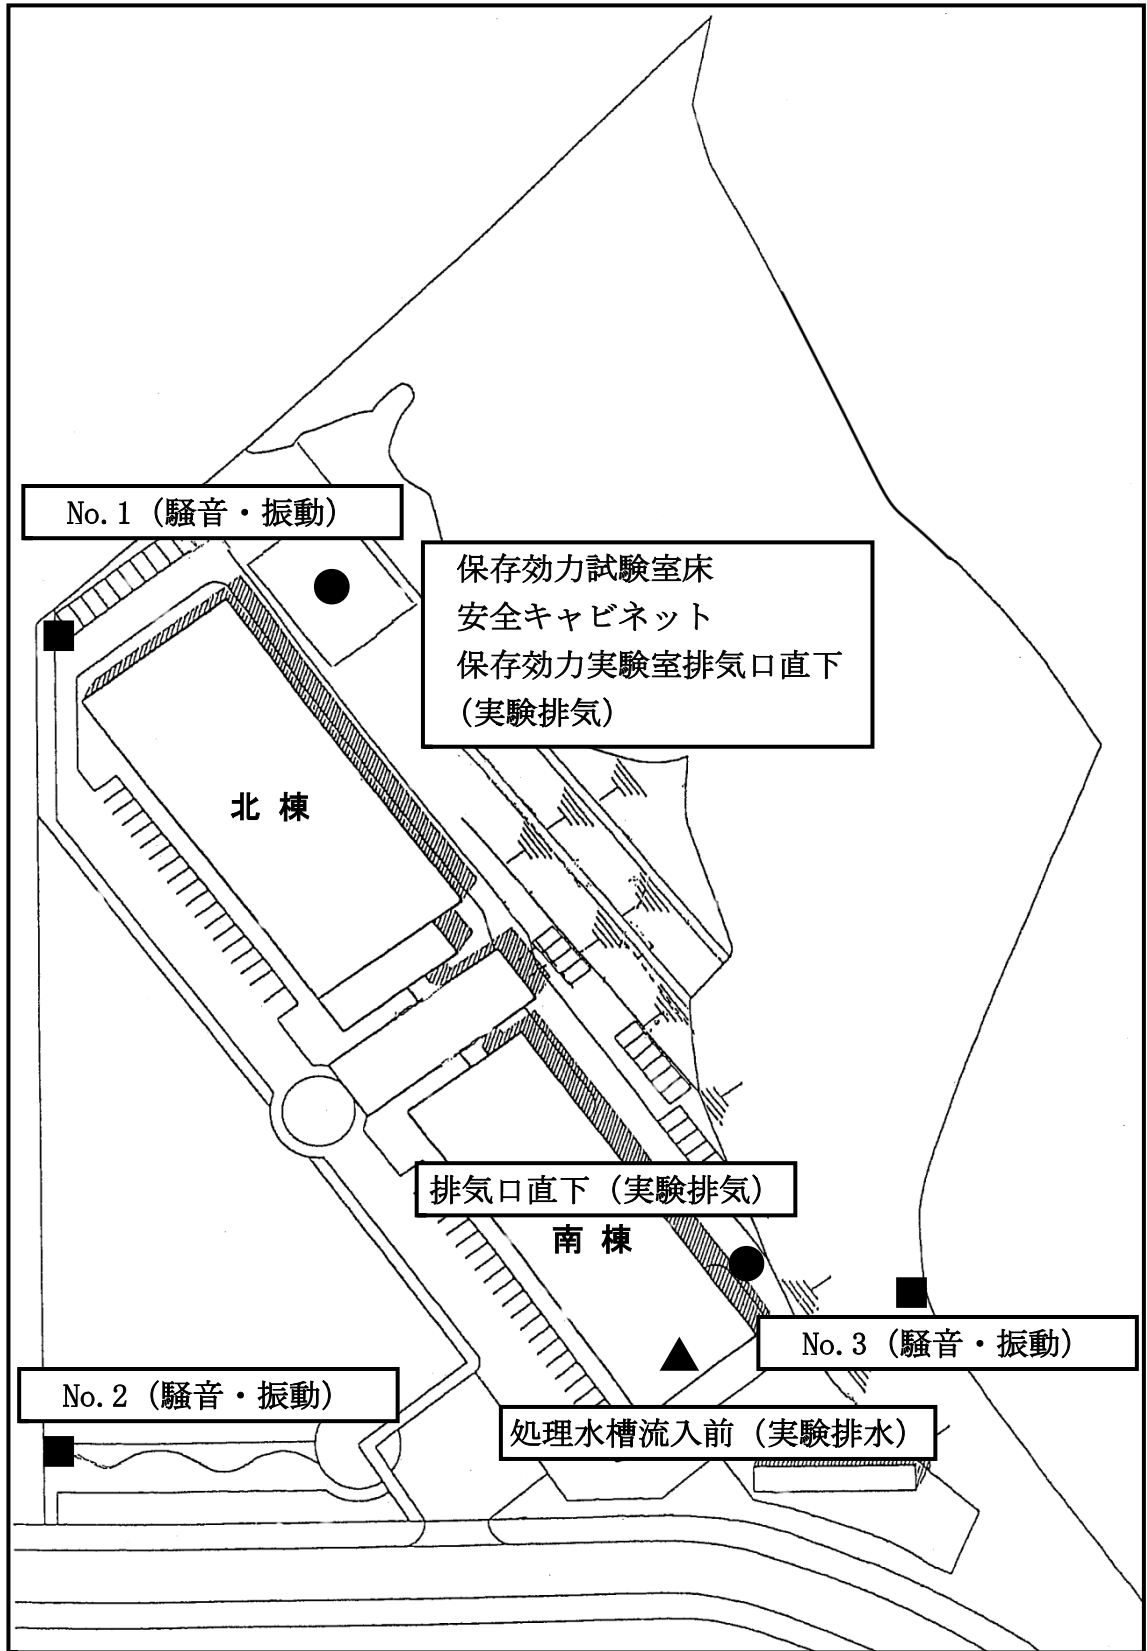 No.1（騒音・振動）
保存効力試験室床
安全キャビネット
保存効力実験室排気口直下
（実験排気）
北 棟
排気口直下（実験排気）
南 棟
No.3（騒音・振動）
No.2（騒音・振動）
処理水槽流入前（実験排水）